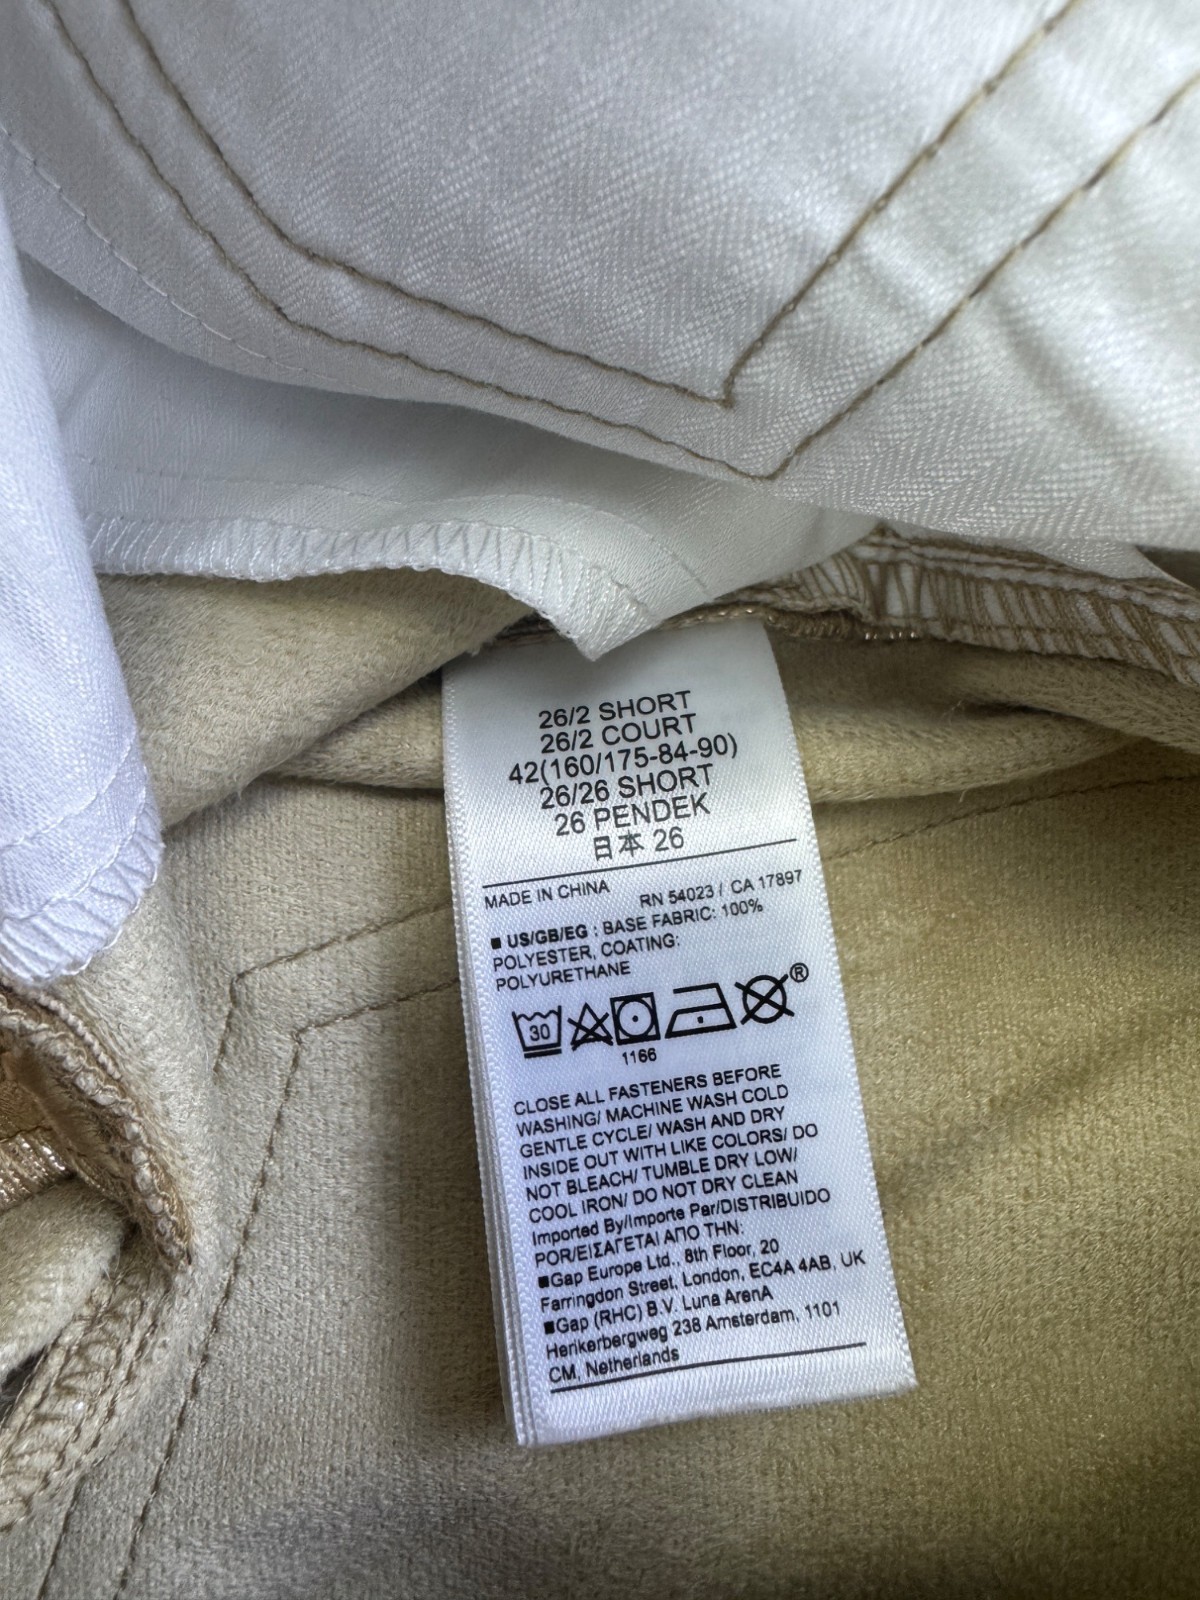 26/2 SHORT
26/2 COURT
42(160/175-84-90)
26/26 SHORT
26 PENDEK
日本 26
MADE IN CHINA RN 54023 / CA 17897
■ US/GB/EG : BASE FABRIC: 100%
POLYESTER, COATING:
POLYURETHANE
30 ®
1166
CLOSE ALL FASTENERS BEFORE
WASHING/ MACHINE WASH COLD
GENTLE CYCLE/ WASH AND DRY
INSIDE OUT WITH LIKE COLORS/ DO
NOT BLEACH/ TUMBLE DRY LOW/
COOL IRON/ DO NOT DRY CLEAN
Imported By/Importe Par/DISTRIBUIDO
POR/ΕΙΣΑΓΕΤΑΙ ΑΠΟ ΤΗΝ:
■Gap Europe Ltd., 8th Floor, 20
Farringdon Street, London, EC4A 4AB, UK
■Gap (RHC) B.V. Luna ArenA
Herikerbergweg 238 Amsterdam, 1101
CM, Netherlands